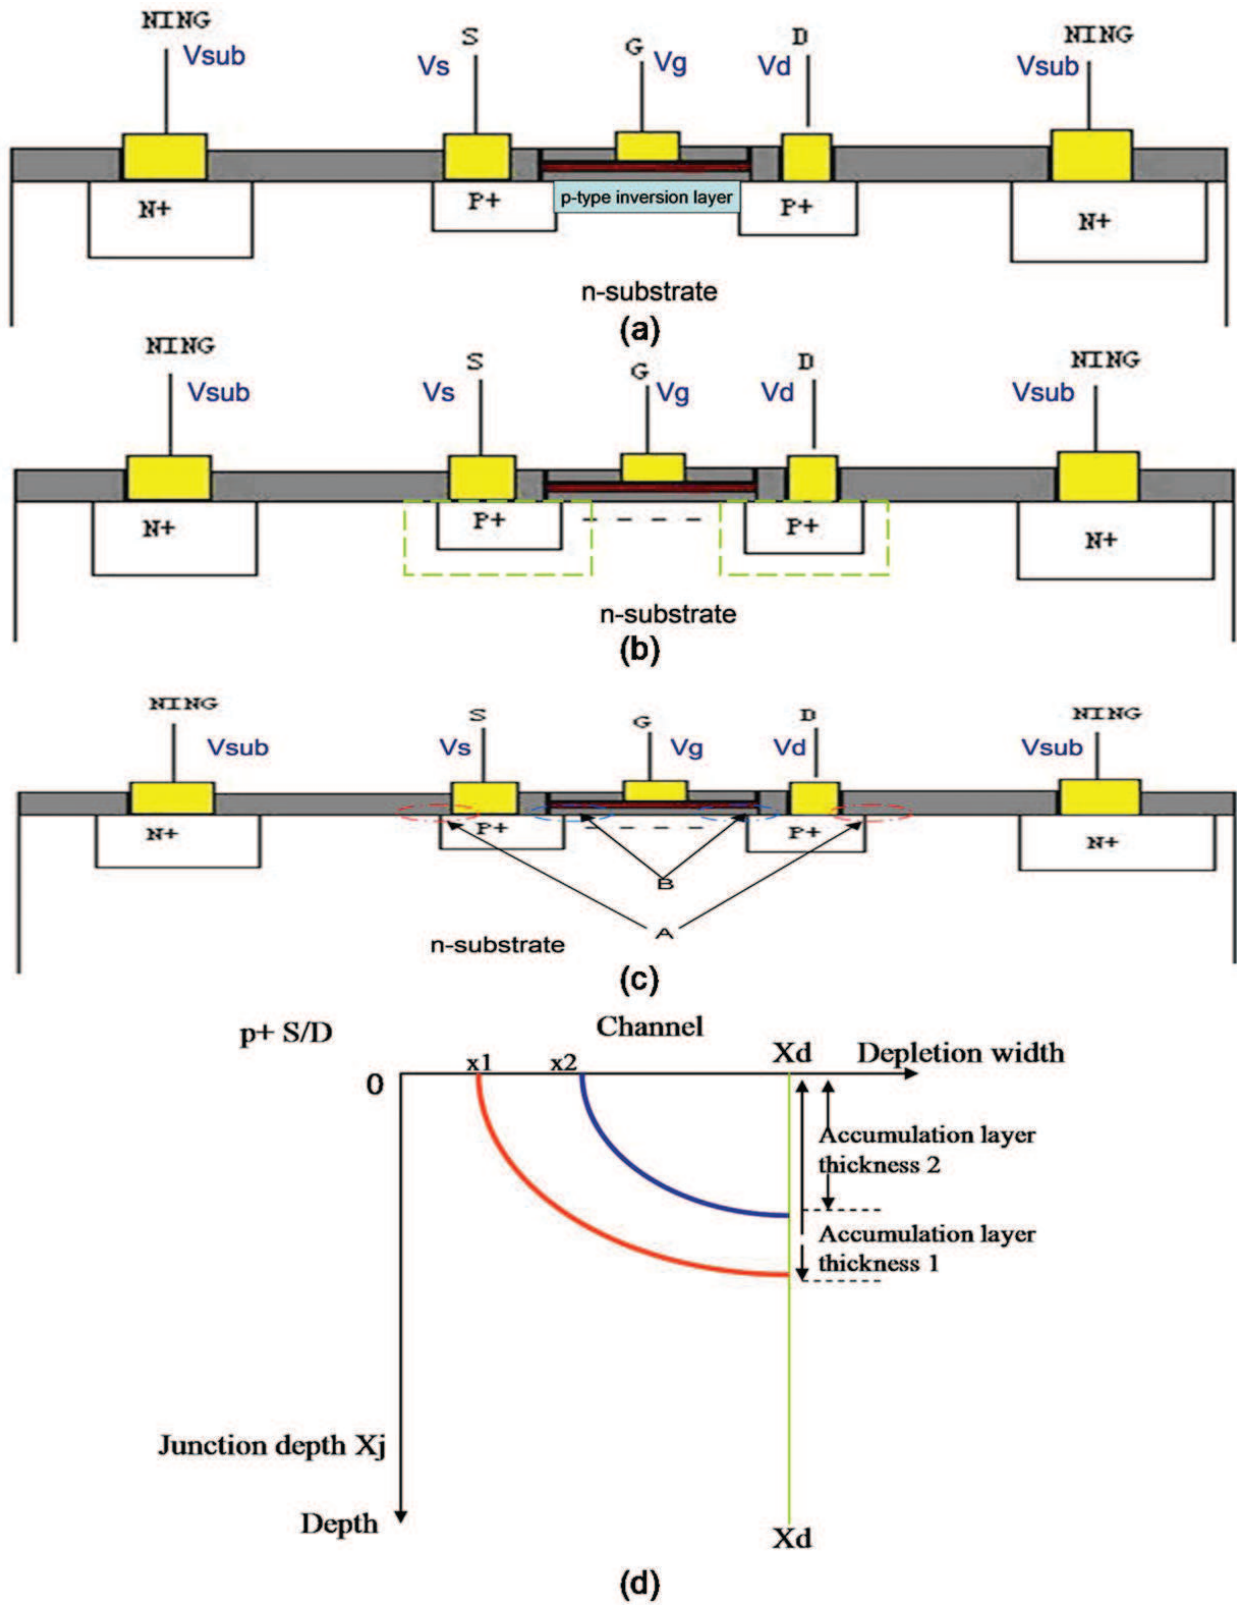 NING
Vsub
S
Vs
G
Vg
D
Vd
NING
Vsub
N+
P+
p-type inversion layer
P+
N+
n-substrate
(a)
NING
Vsub
S
Vs
G
Vg
D
Vd
NING
Vsub
N+
P+
P+
N+
n-substrate
(b)
NING
Vsub
S
Vs
G
Vg
D
Vd
NING
Vsub
N+
P+
P+
N+
B
A
n-substrate
(c)
p+ S/D
Channel
0
x1
x2
Xd
Depletion width
Accumulation layer
thickness 2
Accumulation layer
thickness 1
Junction depth Xj
Depth
Xd
(d)